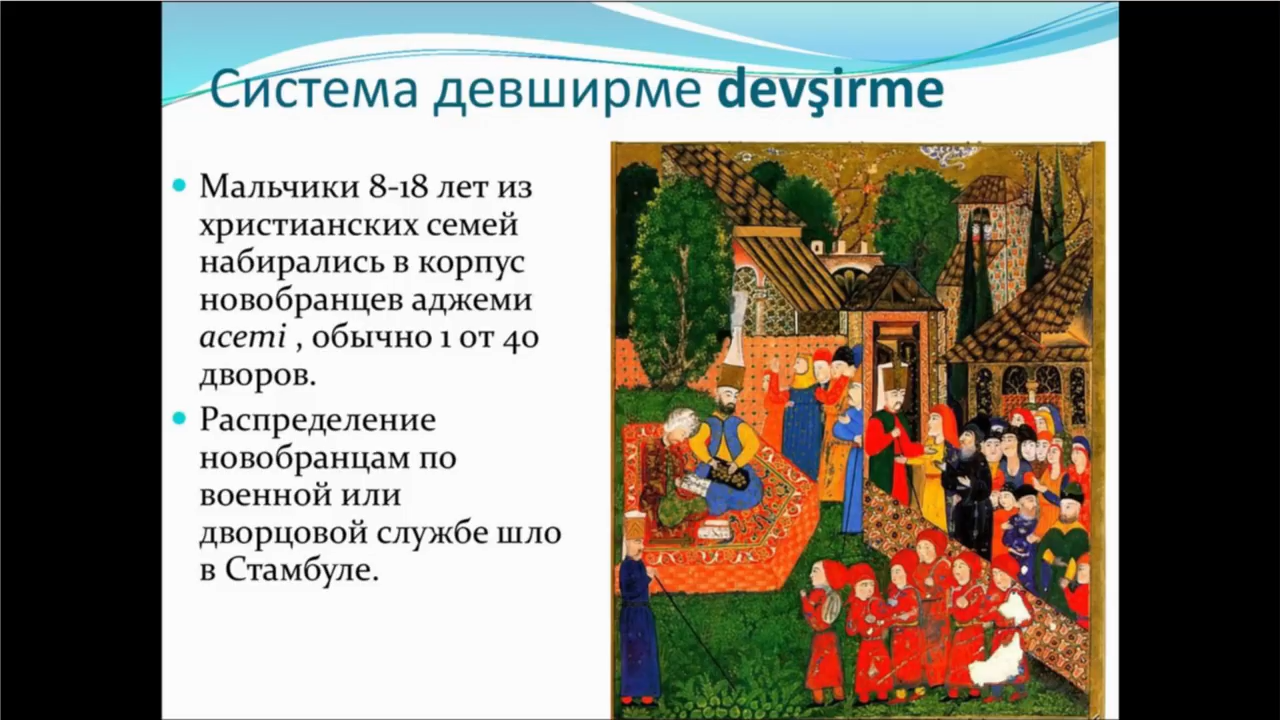 Система девширме devşirme
Мальчики 8-18 лет из
христианских семей
набирались в корпус
новобранцев аджеми
acemi , обычно 1 от 40
дворов.
Распределение
новобранцам по
военной или
дворцовой службе шло
в Стамбуле.